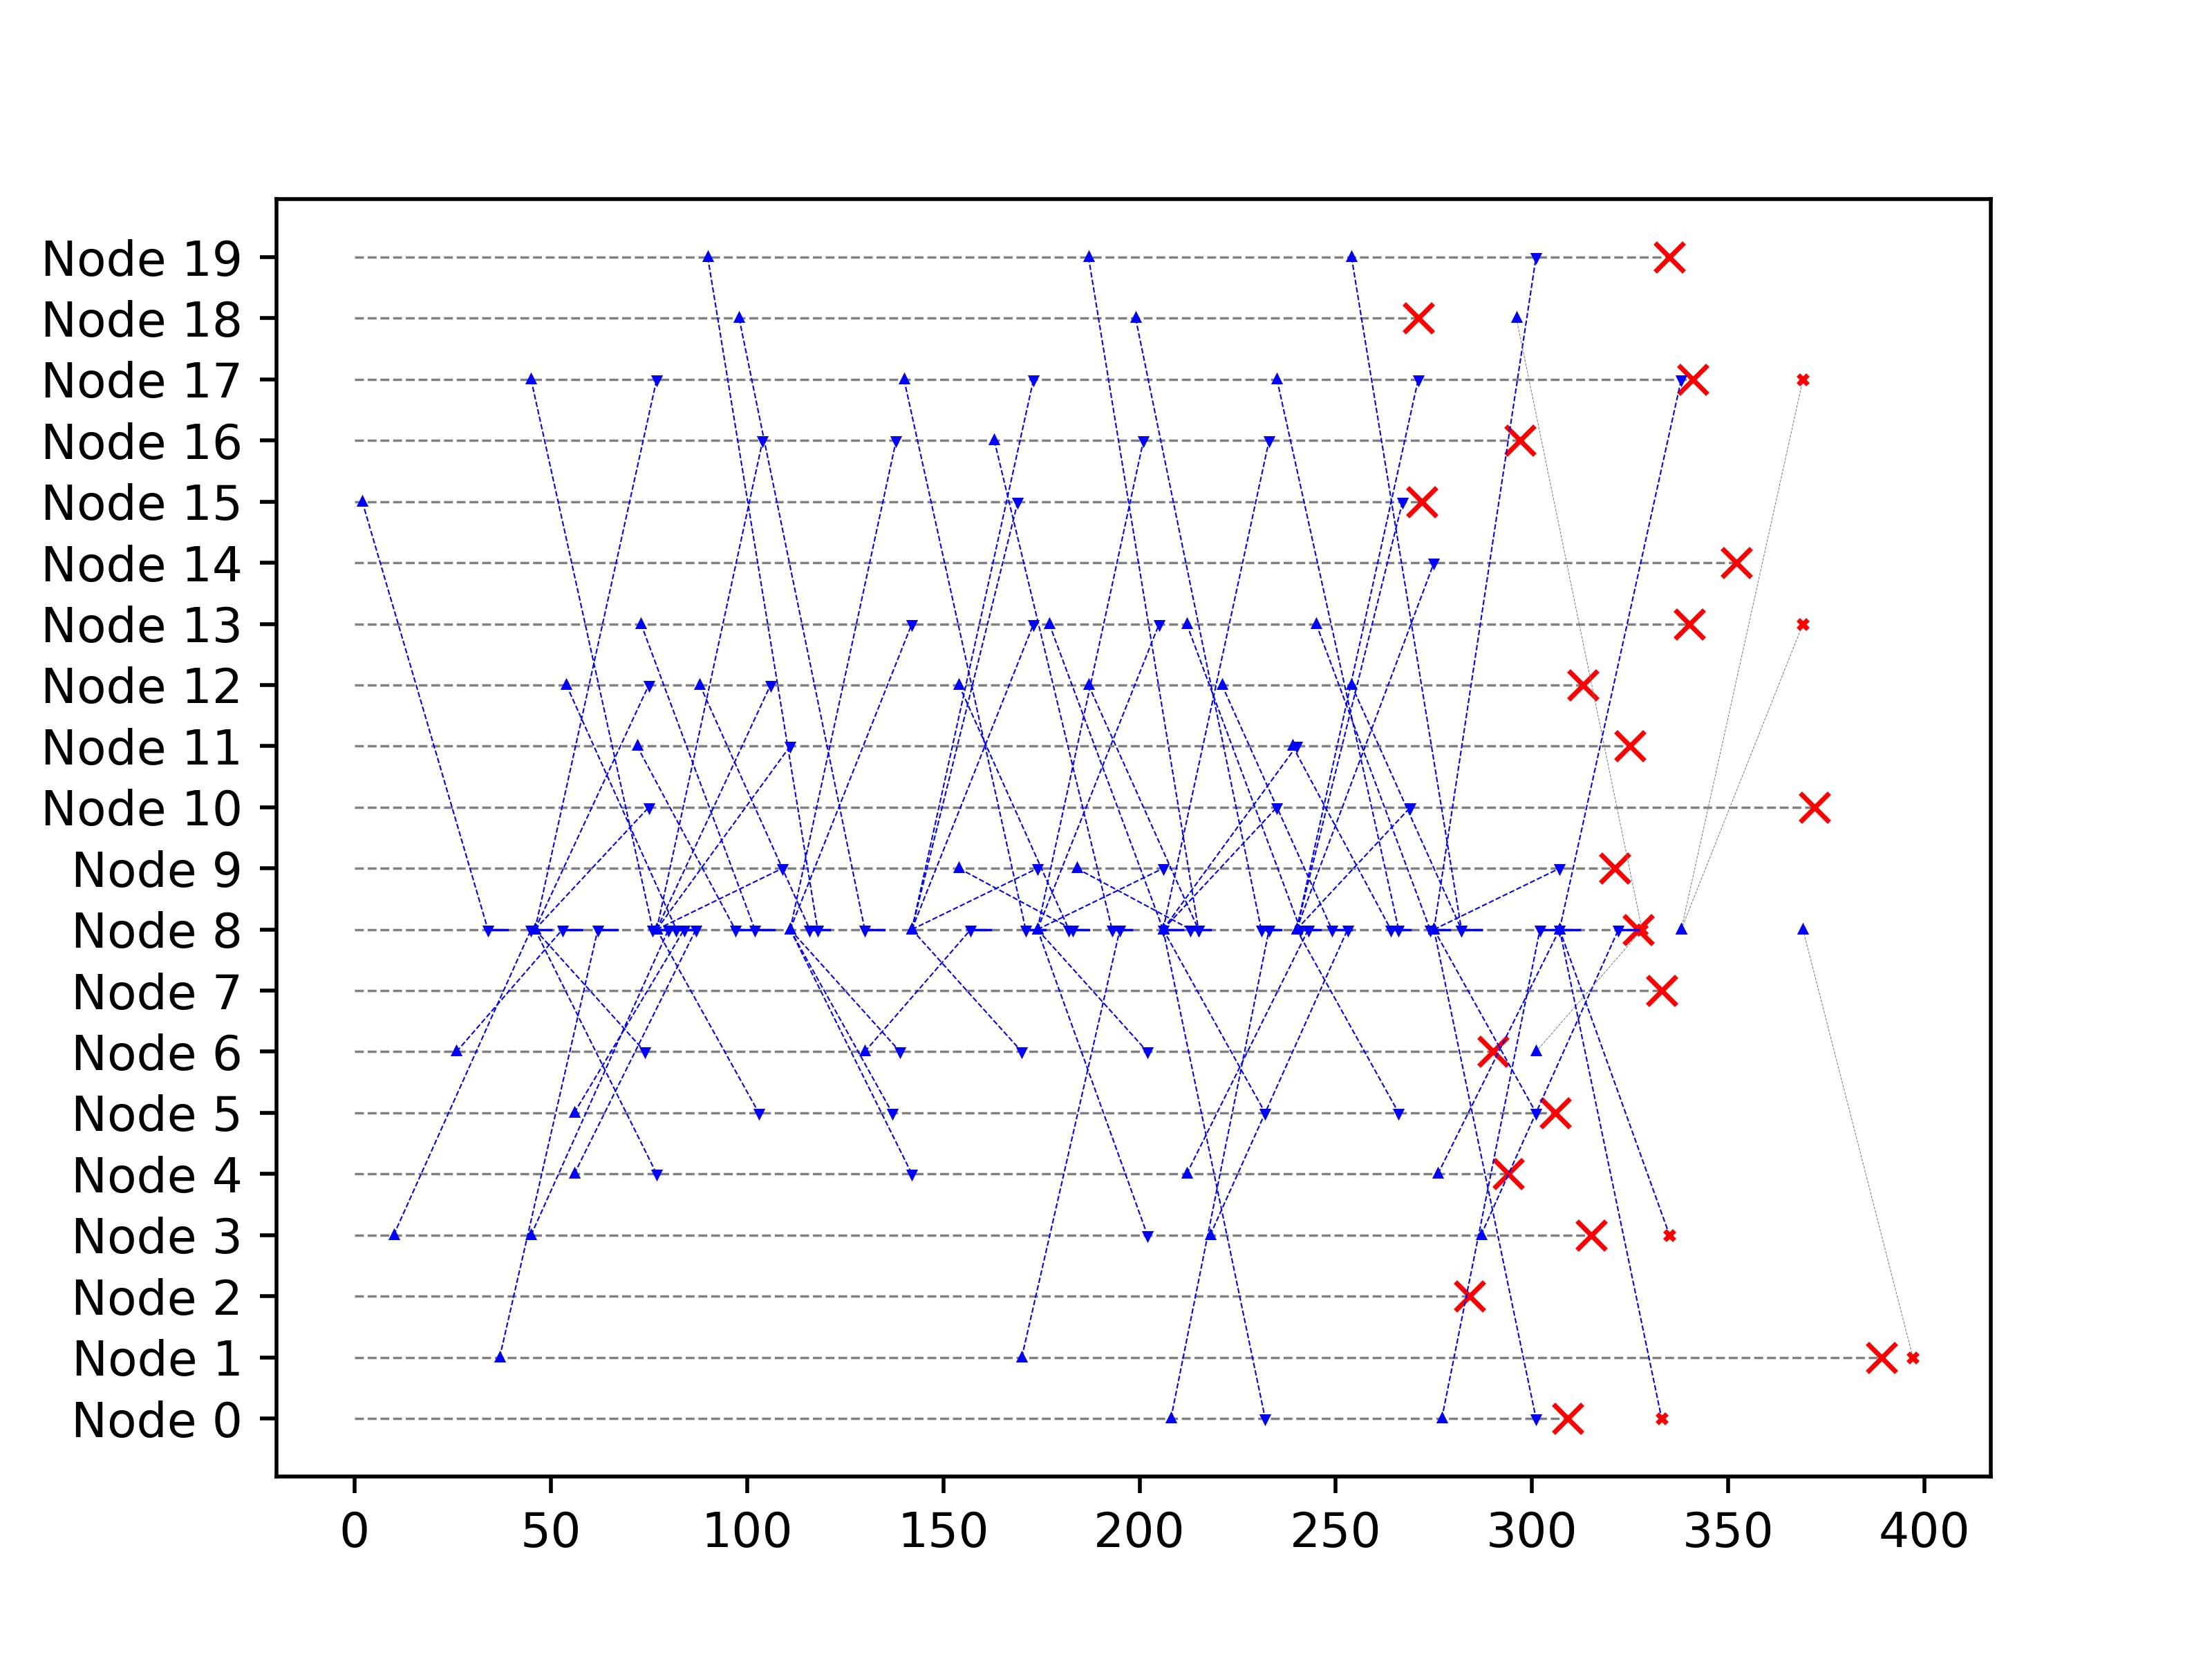 Node 19
Node 18
Node 17
Node 16
Node 15
Node 14
Node 13
Node 12
Node 11
Node 10
Node 9
Node 8
Node 7
Node 6
Node 5
Node 4
Node 3
Node 2
Node 1
Node 0
0 50 100 150 200 250 300 350 400